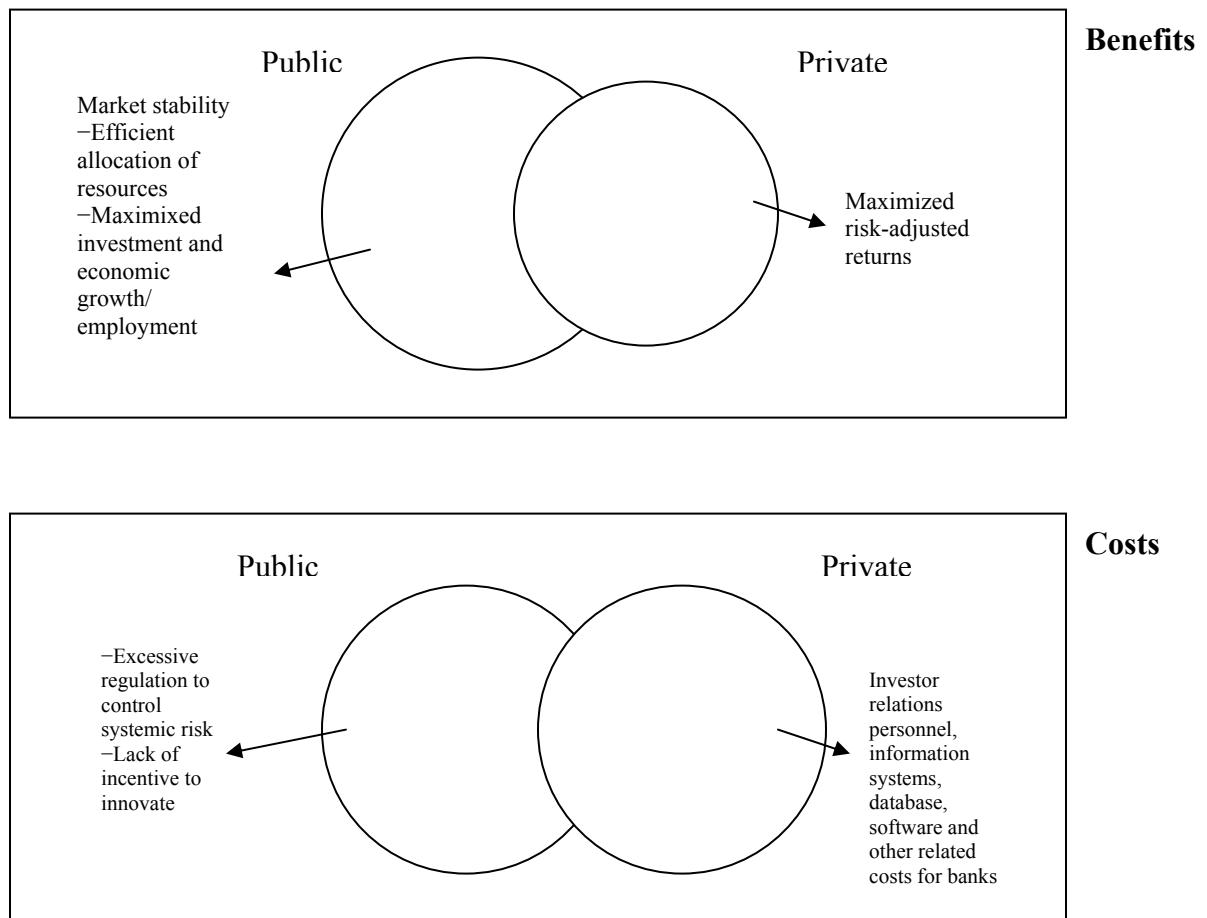 Benefits
Public
Private
Market stability
−Efficient
allocation of
resources
−Maximixed
investment and
economic
growth/
employment
Maximized
risk-adjusted
returns
Costs
Public
Private
−Excessive
regulation to
control
systemic risk
−Lack of
incentive to
innovate
Investor
relations
personnel,
information
systems,
database,
software and
other related
costs for banks